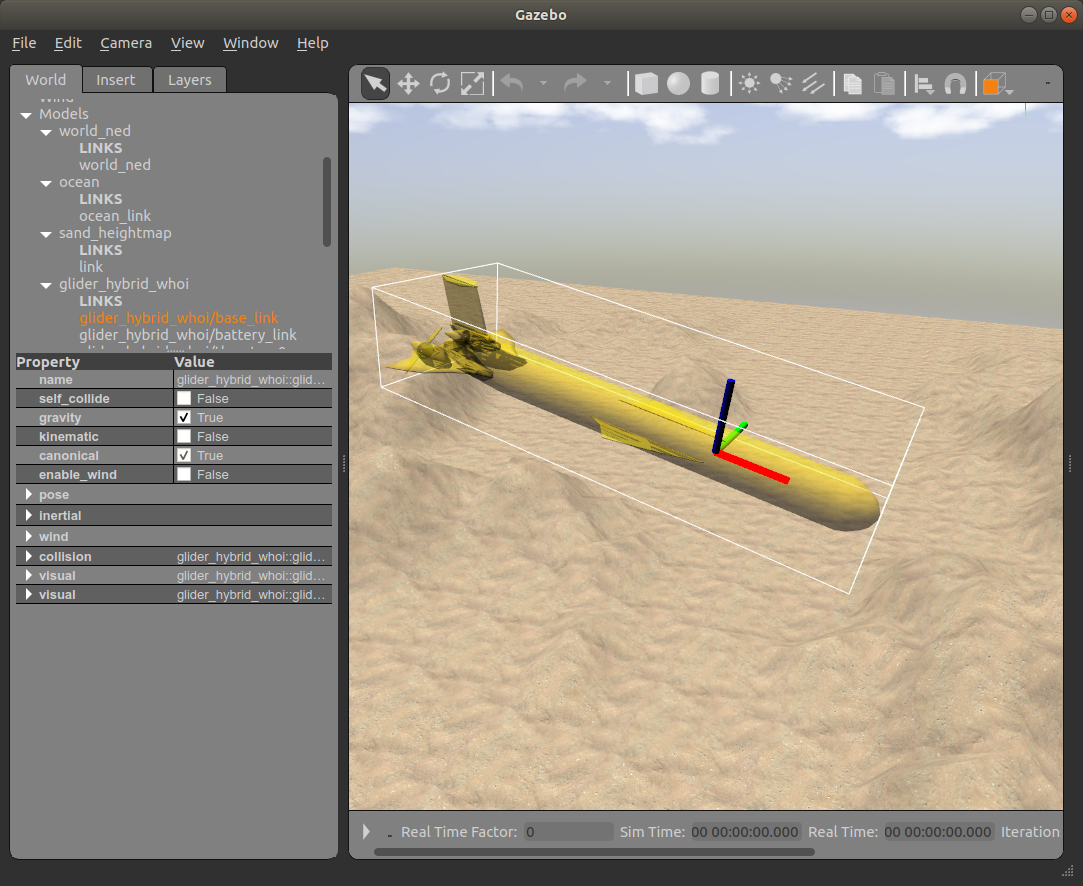 Gazebo
File Edit Camera View Window Help
World Insert Layers
Wind
Models
world_ned
LINKS
world_ned
ocean
LINKS
ocean_link
sand_heightmap
LINKS
link
glider_hybrid_whoi
LINKS
glider_hybrid_whoi/base_link
glider_hybrid_whoi/battery_link
Property Value
name glider_hybrid_whoi::glid...
self_collide False
gravity True
kinematic False
canonical True
enable_wind False
pose
inertial
wind
collision glider_hybrid_whoi::glid...
visual glider_hybrid_whoi::glid...
visual glider_hybrid_whoi::glid...
Real Time Factor: 0 Sim Time: 00 00:00:00.000 Real Time: 00 00:00:00.000 Iteration